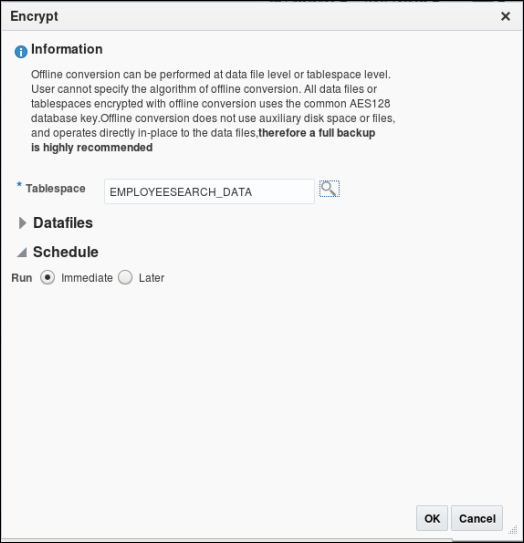 Encrypt
Information
Offline conversion can be performed at data file level or tablespace level.
User cannot specify the algorithm of offline conversion. All data files or
tablespaces encrypted with offline conversion uses the common AES128
database key.Offline conversion does not use auxiliary disk space or files,
and operates directly in-place to the data files,therefore a full backup
is highly recommended
* Tablespace EMPLOYEESEARCH_DATA
Datafiles
Schedule
Run Immediate Later
OK Cancel